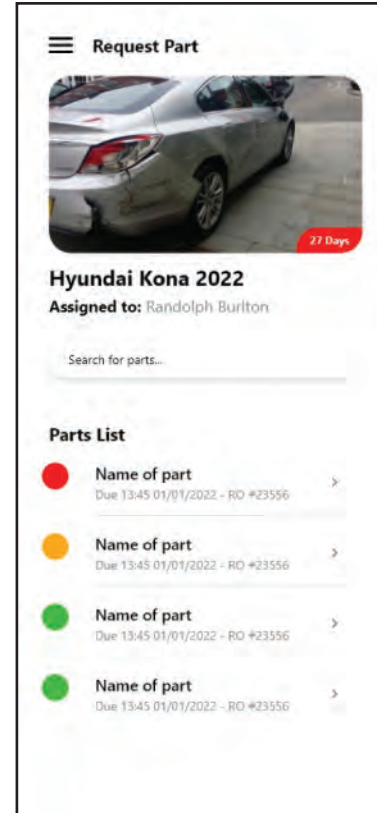 Request Part
27 Days
Hyundai Kona 2022
Assigned to: Randolph Burlton
Search for parts...
Parts List
Name of part
Due 13:45 01/01/2022 - RO #23556
Name of part
Due 13:45 01/01/2022 - RO #23556
Name of part
Due 13:45 01/01/2022 - RO #23556
Name of part
Due 13:45 01/01/2022 - RO #23556